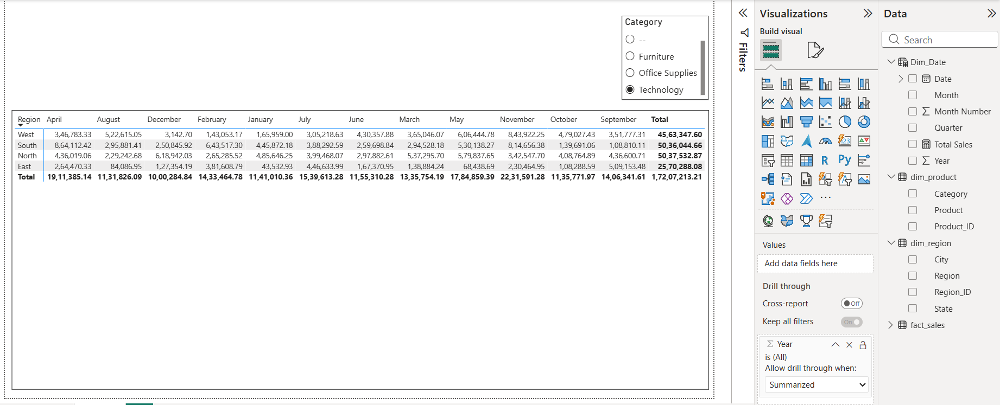 Category
--
Furniture
Office Supplies
Technology
Region April August December February January July June March May November October September Total
West 3,46,783.33 5,22,615.05 3,142.70 1,43,053.17 1,65,959.00 3,05,218.63 4,30,357.88 3,65,046.07 6,06,444.78 8,43,922.25 4,79,027.43 3,51,777.31 45,63,347.60
South 8,64,112.42 2,95,881.41 2,50,845.92 6,43,517.30 4,45,872.18 3,88,292.59 2,59,698.84 2,94,528.18 5,30,138.27 8,14,656.38 1,39,691.06 1,08,810.11 50,36,044.66
North 4,36,019.06 2,29,242.68 6,18,942.03 2,65,285.52 4,85,646.25 3,99,468.07 2,97,882.61 5,37,295.70 5,79,837.65 3,42,547.70 4,08,764.89 4,36,600.71 50,37,532.87
East 2,64,470.33 84,086.95 1,27,354.19 3,81,608.79 43,532.93 4,46,633.99 1,67,370.95 1,38,884.24 68,438.69 2,30,464.95 1,08,288.59 5,09,153.48 25,70,288.08
Total 19,11,385.14 11,31,826.09 10,00,284.84 14,33,464.78 11,41,010.36 15,39,613.28 11,55,310.28 13,35,754.19 17,84,859.39 22,31,591.28 11,35,771.97 14,06,341.61 1,72,07,213.21
Filters
Visualizations
Build visual
123
R
Py
Values
Add data fields here
Drill through
Cross-report
Off
Keep all filters
On
Year
is (All)
Allow drill through when:
Summarized
Data
Search
Dim_Date
Date
Month
Month Number
Quarter
Total Sales
Year
dim_product
Category
Product
Product_ID
dim_region
City
Region
Region_ID
State
fact_sales